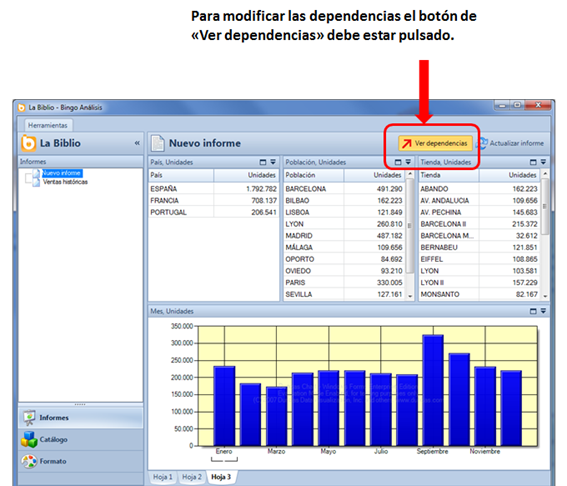 Para modificar las dependencias el botón de
«Ver dependencias» debe estar pulsado.
La Biblio - Bingo Análisis
Herramientas
La Biblio
«
Nuevo informe
Ver dependencias
Actualizar informe
Informes
Nuevo informe
Ventas históricas
País, Unidades
País Unidades
ESPAÑA 1.792.782
FRANCIA 708.137
PORTUGAL 206.541
Población, Unidades
Población Unidades
BARCELONA 491.290
BILBAO 162.223
LISBOA 121.849
LYON 260.810
MADRID 487.182
MÁLAGA 109.656
OPORTO 84.692
OVIEDO 93.210
PARIS 330.005
SEVILLA 127.161
Tienda, Unidades
Tienda Unidades
ABANDO 162.223
AV. ANDALUCIA 109.656
AV. PECHINA 145.683
BARCELONA II 215.372
BARCELONA M... 32.612
BERNABEU 121.851
EIFFEL 108.865
LYON 103.581
LYON II 157.229
MONSANTO 82.167
Mes, Unidades
350.000
300.000
250.000
200.000
150.000
100.000
50.000
0
Enero Marzo Mayo Julio Septiembre Noviembre
Informes
Catálogo
Formato
Hoja 1 Hoja 2 Hoja 3